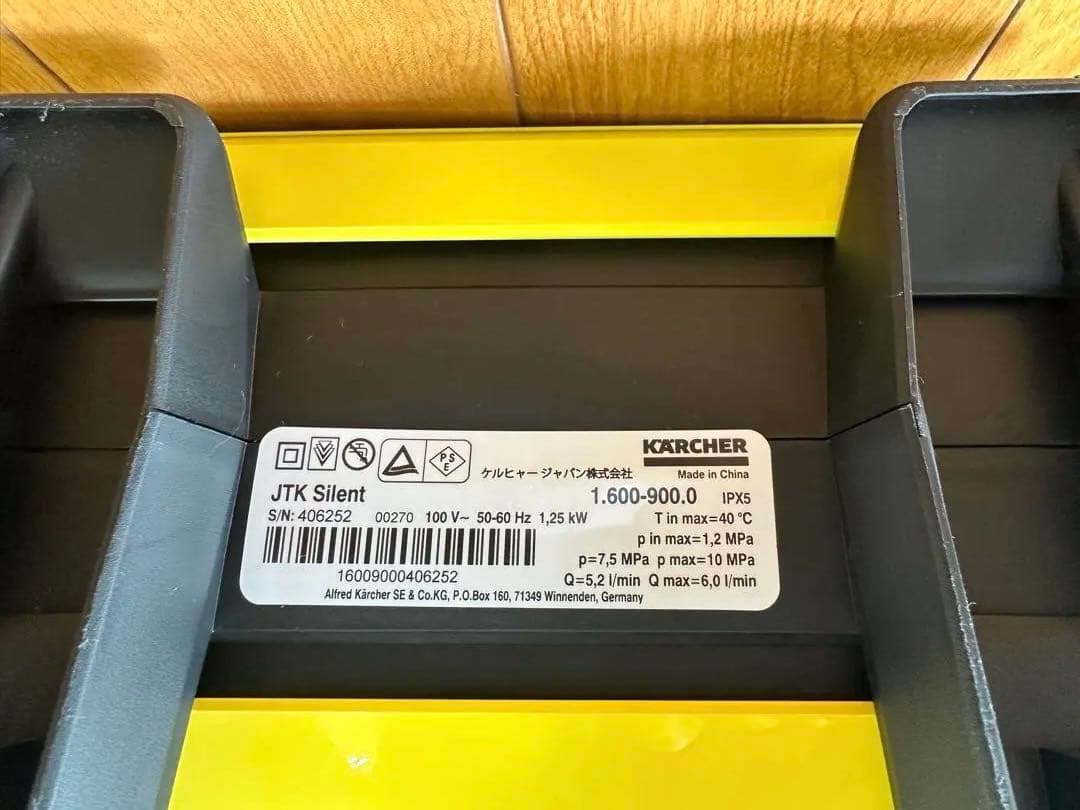 PS
E
ケルヒャー ジャパン株式会社
KÄRCHER
Made in China
JTK Silent
1.600-900.0 IPX5
S/N: 406252 00270 100 V~ 50-60 Hz 1,25 kW
T in max=40 °C
p in max=1,2 MPa
p=7,5 MPa p max=10 MPa
Q=5,2 l/min Q max=6,0 l/min
16009000406252
Alfred Kärcher SE & Co.KG, P.O.Box 160, 71349 Winnenden, Germany